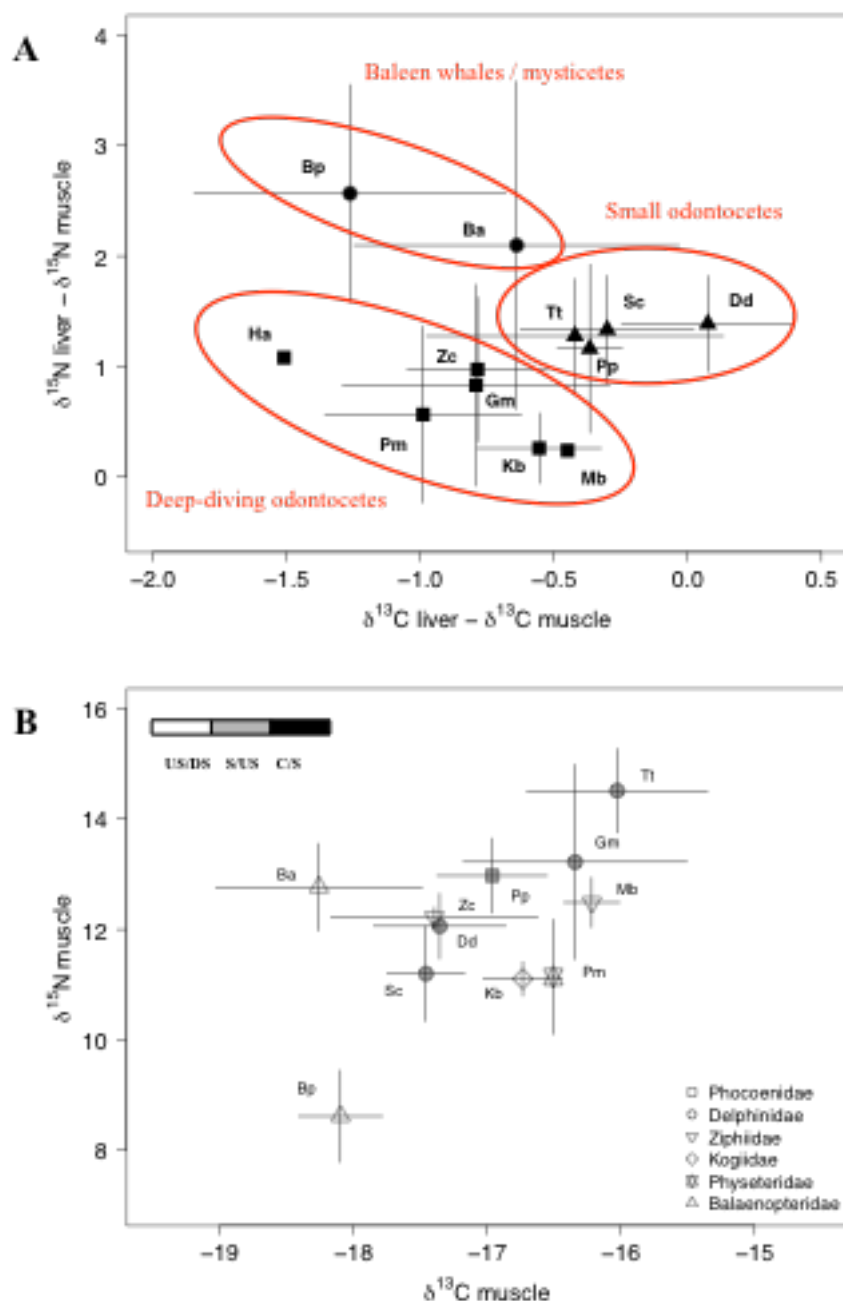 A
Baleen whales / mysticetes
Small odontocetes
Deep-diving odontocetes
Bp
Ba
Tt
Sc
Dd
Pp
Ha
Zc
Gm
Pm
Kb
Mb
4
3
2
1
0
δ15N liver – δ15N muscle
−2.0 −1.5 −1.0 −0.5 0.0 0.5
δ13C liver – δ13C muscle
B
US/DS S/US C/S
Tt
Gm
Ba
Pp
Mb
Zc
Dd
Sc
Kb
Pm
Bp
16
14
12
10
8
δ15N muscle
Phocoenidae
Delphinidae
Ziphiidae
Kogiidae
Physeteridae
Balaenopteridae
−19 −18 −17 −16 −15
δ13C muscle